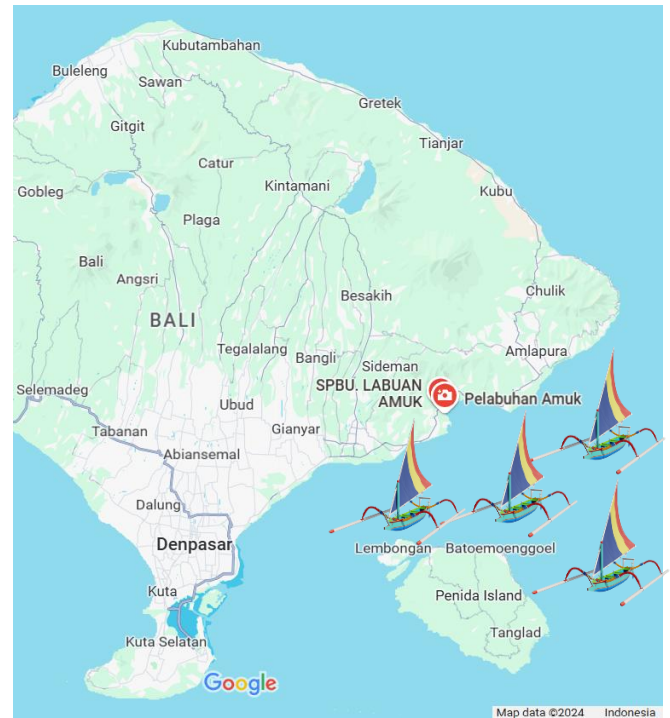 Kubutambahan
Buleleng
Sawan
Gretek
Gitgit
Tianjar
Catur
Kintamani
Kubu
Gobleg
Plaga
Bali
Angsri
Besakih
Chulik
BALI
Tegalalang
Bangli
Sideman
Amlapura
Selemadeg
SPBU. LABUAN
AMUK
Pelabuhan Amuk
Ubud
Tabanan
Gianyar
Abiansemal
Dalung
Denpasar
Lembongan
Batoemoenggoel
Kuta
Penida Island
Tanglad
Kuta Selatan
Google
Map data ©2024 Indonesia